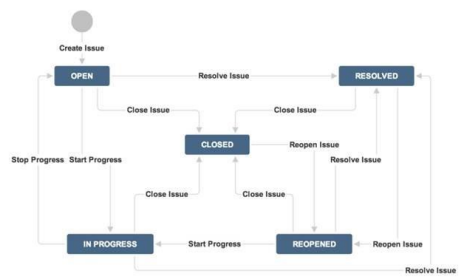 Create Issue
OPEN
Resolve Issue
RESOLVED
Close Issue
Close Issue
CLOSED
Reopen Issue
Stop Progress
Start Progress
Resolve Issue
Close Issue
Close Issue
IN PROGRESS
Start Progress
REOPENED
Reopen Issue
Resolve Issue